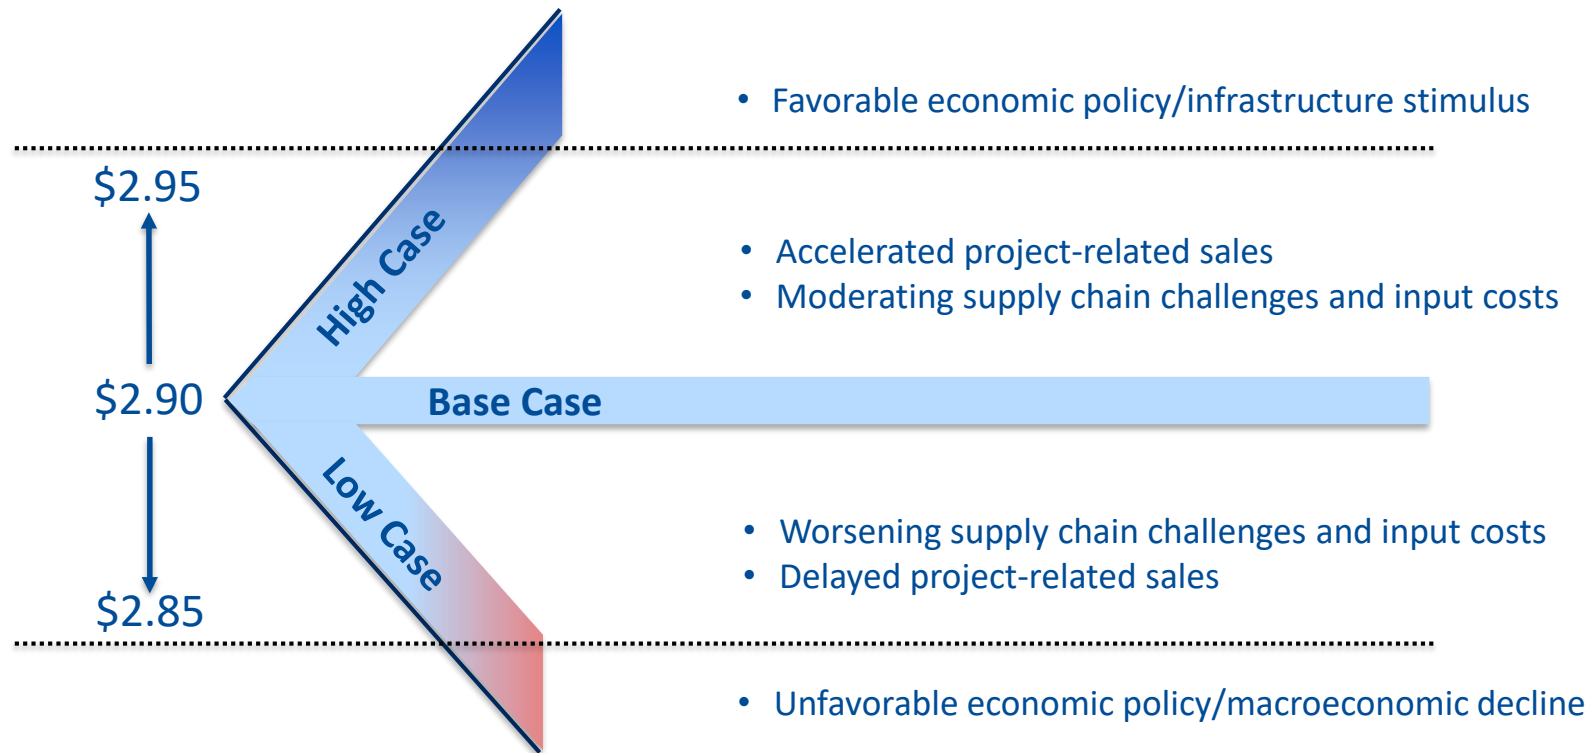 • Favorable economic policy/infrastructure stimulus
$2.95
High Case
• Accelerated project-related sales
• Moderating supply chain challenges and input costs
$2.90
Base Case
Low Case
• Worsening supply chain challenges and input costs
• Delayed project-related sales
$2.85
• Unfavorable economic policy/macroeconomic decline